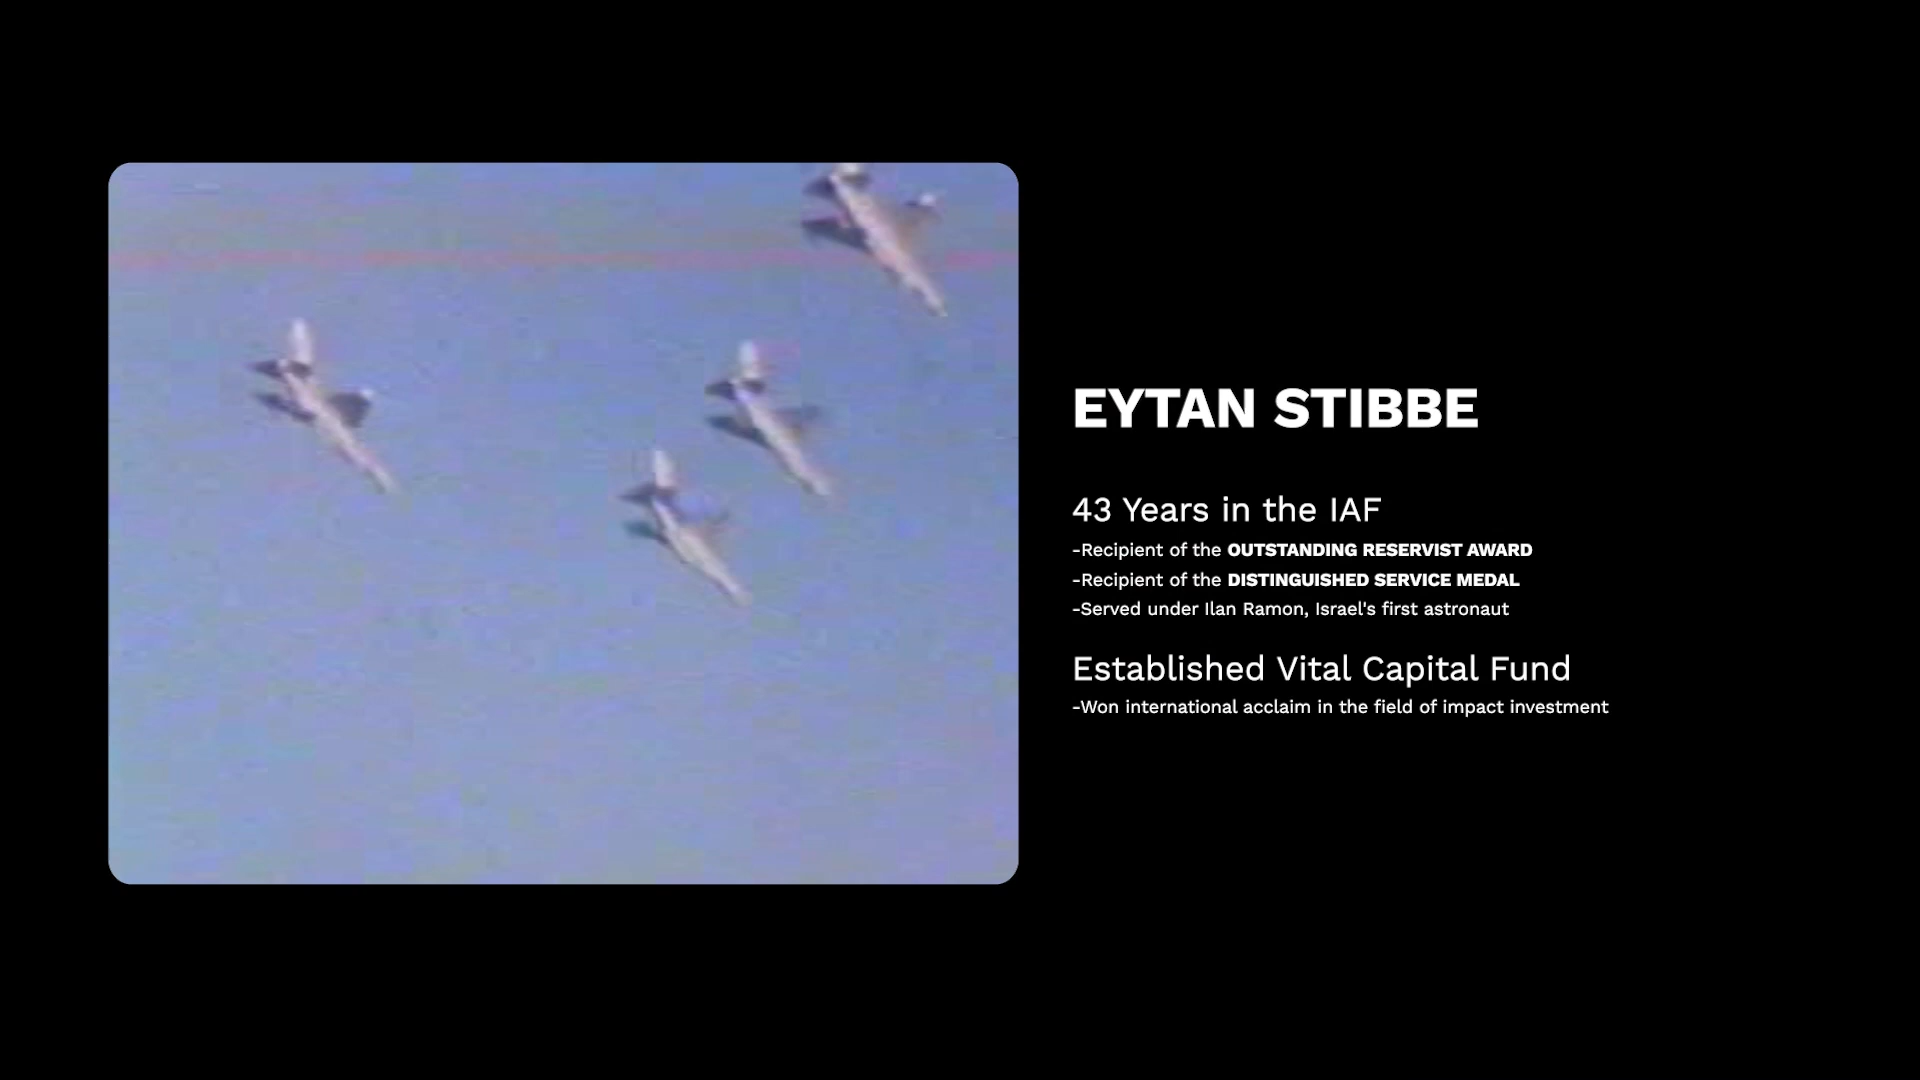 EYTAN STIBBE
43 Years in the IAF
-Recipient of the OUTSTANDING RESERVIST AWARD
-Recipient of the DISTINGUISHED SERVICE MEDAL
-Served under Ilan Ramon, Israel's first astronaut
Established Vital Capital Fund
-Won international acclaim in the field of impact investment